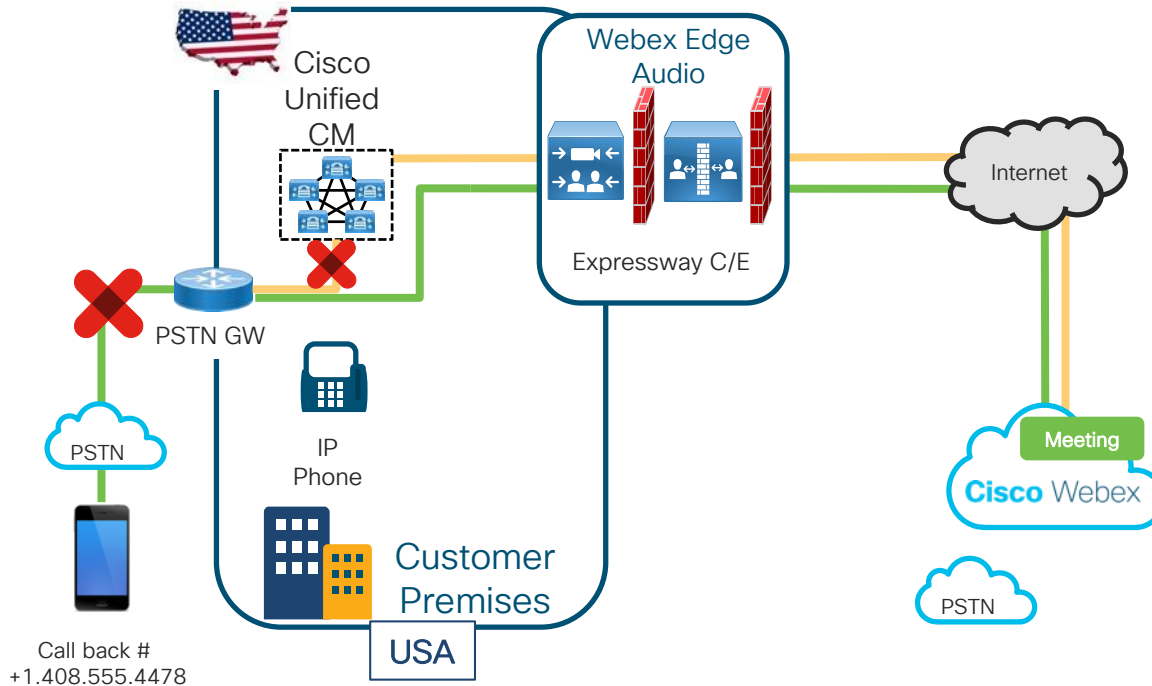 Cisco
Unified
CM
Webex Edge
Audio
Internet
Expressway C/E
PSTN GW
PSTN
IP
Phone
Meeting
Cisco Webex
Customer
Premises
PSTN
USA
Call back #
+1.408.555.4478